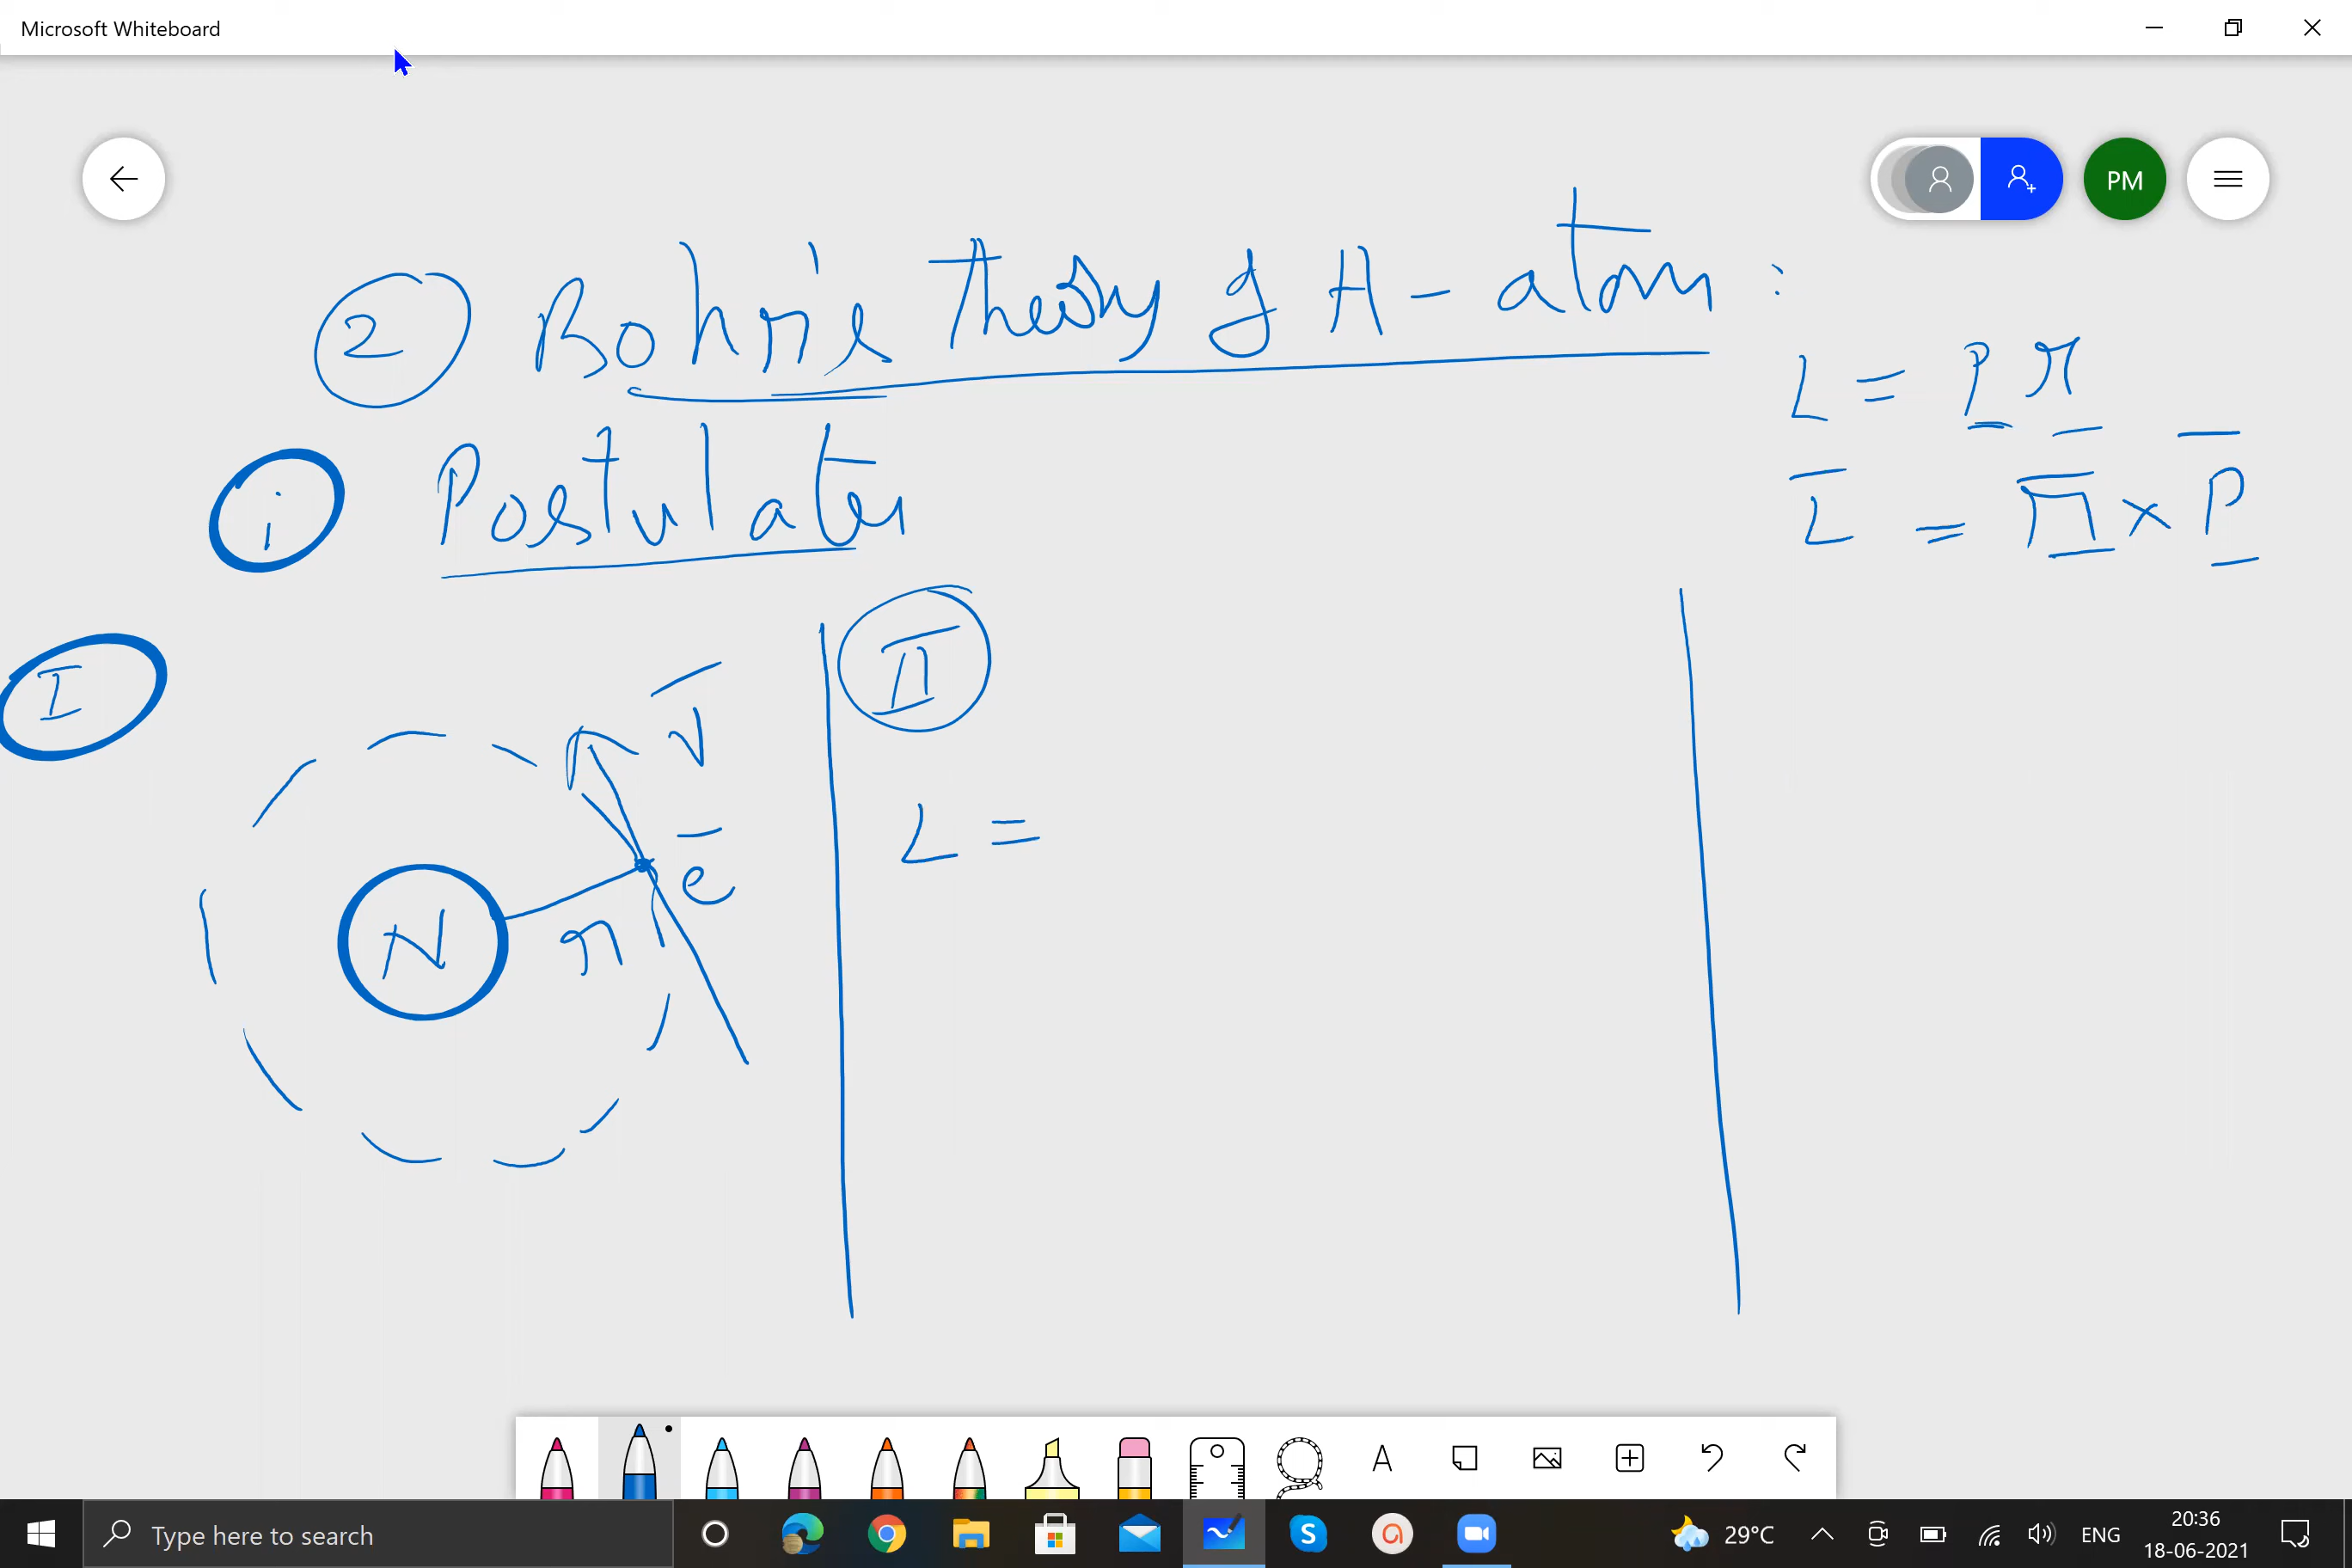 Microsoft Whiteboard
PM
② Bohr's Theory of H-atom :
L = P r
i Postulates
L̅ = r̅ × P̅
I
II
V̅
L =
e̅
N
r
A
Type here to search
S
a
29°C
ENG
20:36
18-06-2021